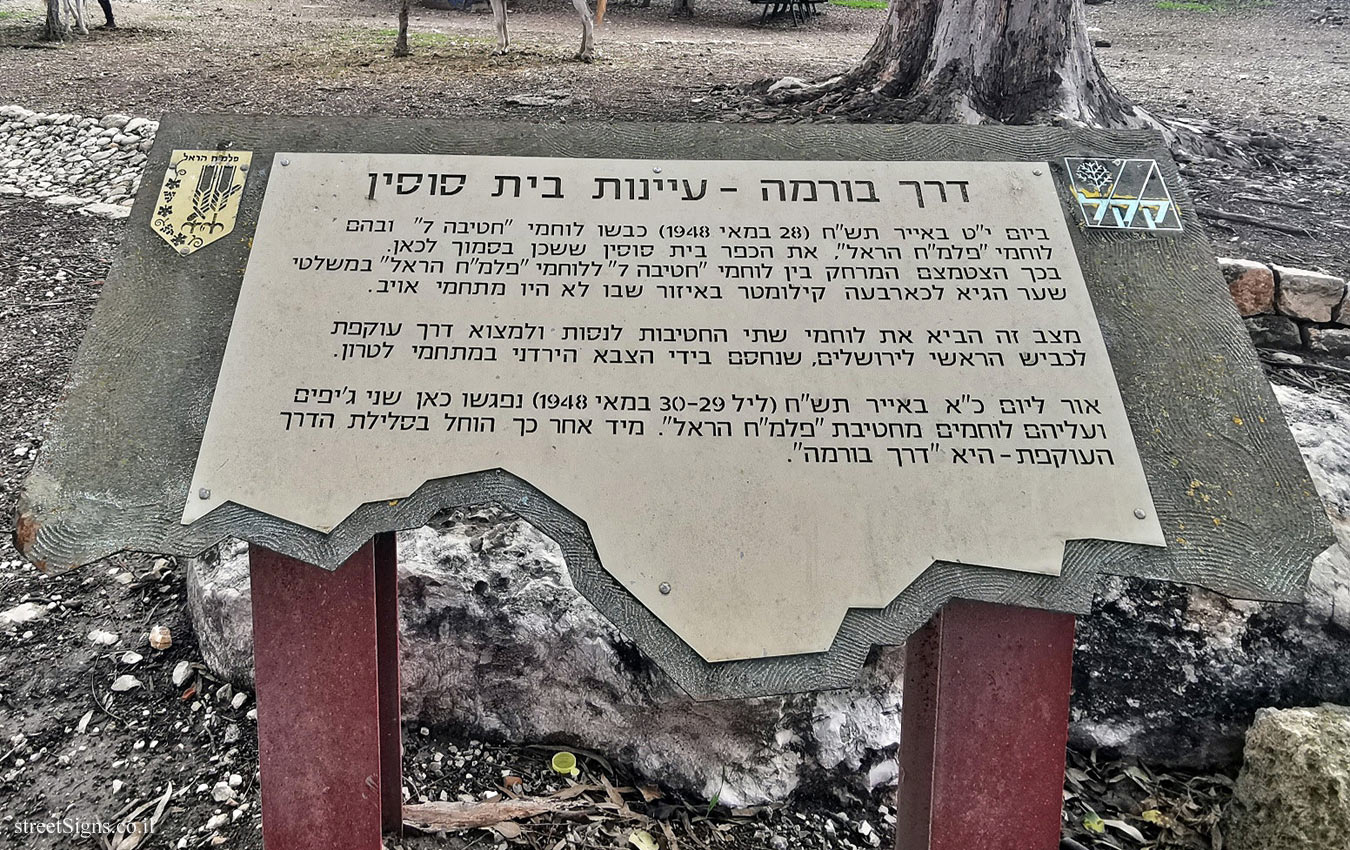 פלמ"ח הראל
קקל
דרך בורמה - עיינות בית סוסין
ביום י"ט באייר תש"ח (28 במאי 1948) כבשו לוחמי "חטיבה 7" ובהם
לוחמי "פלמ"ח הראל", את הכפר בית סוסין ששכן בסמוך לכאן.
בכך הצטמצם המרחק בין לוחמי "חטיבה 7" ללוחמי "פלמ"ח הראל" במשלטי
שער הגיא לכארבעה קילומטר באיזור שבו לא היו מתחמי אויב.
מצב זה הביא את לוחמי שתי החטיבות לנסות ולמצוא דרך עוקפת
לכביש הראשי לירושלים, שנחסם בידי הצבא הירדני במתחמי לטרון.
אור ליום כ"א באייר תש"ח (ליל 30-29 במאי 1948) נפגשו כאן שני ג'יפים
ועליהם לוחמים מחטיבת "פלמ"ח הראל". מיד אחר כך הוחל בסלילת הדרך
העוקפת - היא "דרך בורמה".
streetSigns.co.il